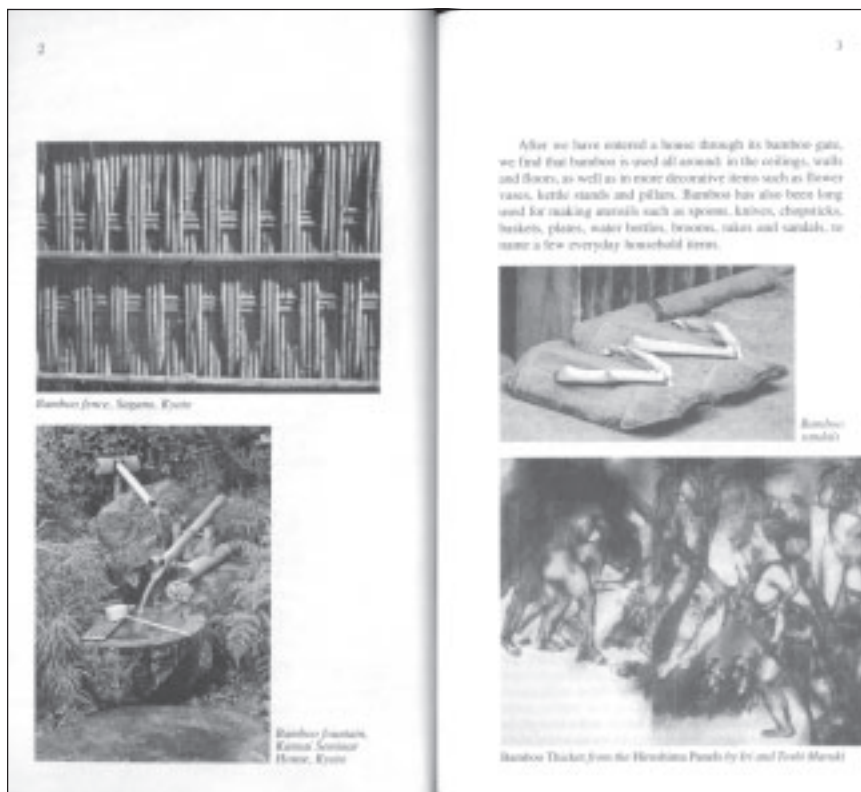 2
Bamboo fence, Sagano, Kyoto
Bamboo fountain,
Kansai Seminar
House, Kyoto
3
After we have entered a house through its bamboo gate,
we find that bamboo is used all around: in the ceilings, walls
and floors, as well as in more decorative items such as flower
vases, kettle stands and pillars. Bamboo has also been long
used for making utensils such as spoons, knives, chopsticks,
baskets, plates, water bottles, brooms, rakes and sandals, to
name a few everyday household items.
Bamboo
sandals
Bamboo Thicket from the Hiroshima Panels by Iri and Toshi Maruki